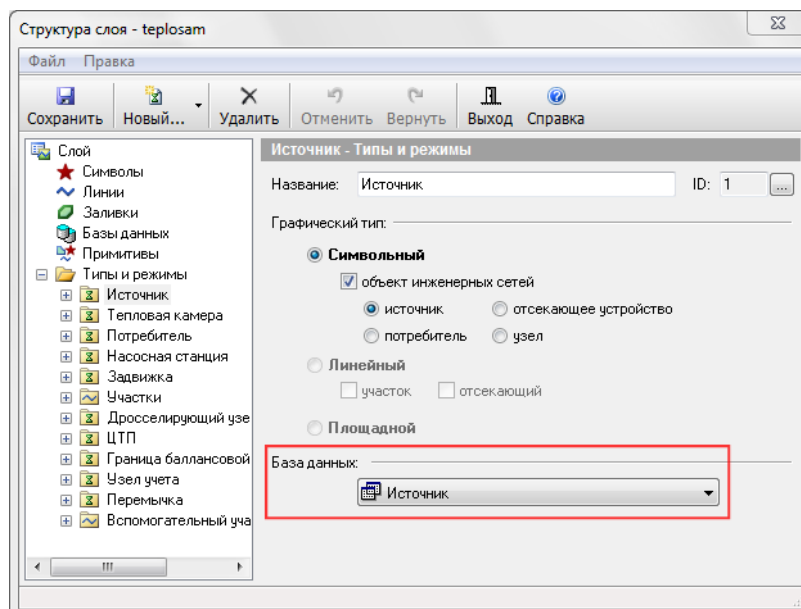 Структура слоя - teplosam
Файл Правка
Сохранить Новый... Удалить Отменить Вернуть Выход Справка
Слой
Символы
Линии
Заливки
Базы данных
Примитивы
Типы и режимы
Источник
Тепловая камера
Потребитель
Насосная станция
Задвижка
Участки
Дросселирующий узе
ЦТП
Граница баллансовой
Узел учета
Перемычка
Вспомогательный уча
Источник - Типы и режимы
Название: Источник ID: 1 ...
Графический тип:
Символьный
объект инженерных сетей
источник отсекающее устройство
потребитель узел
Линейный
участок отсекающий
Площадной
База данных:
Источник